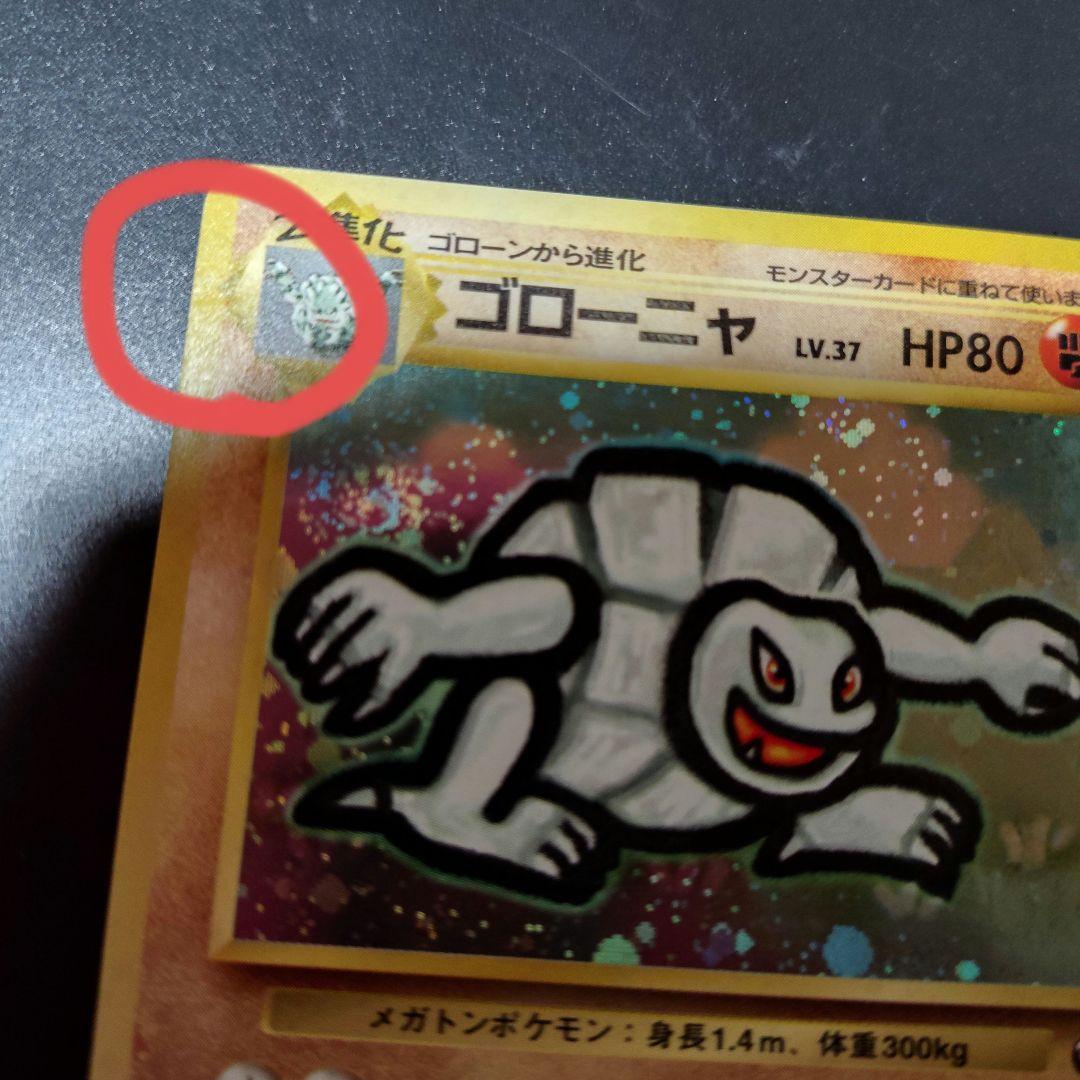 2進化
ゴローンから進化
モンスターカードに重ねて使いま
ゴローニャ LV.37 HP80
メガトンポケモン：身長1.4m、体重300kg